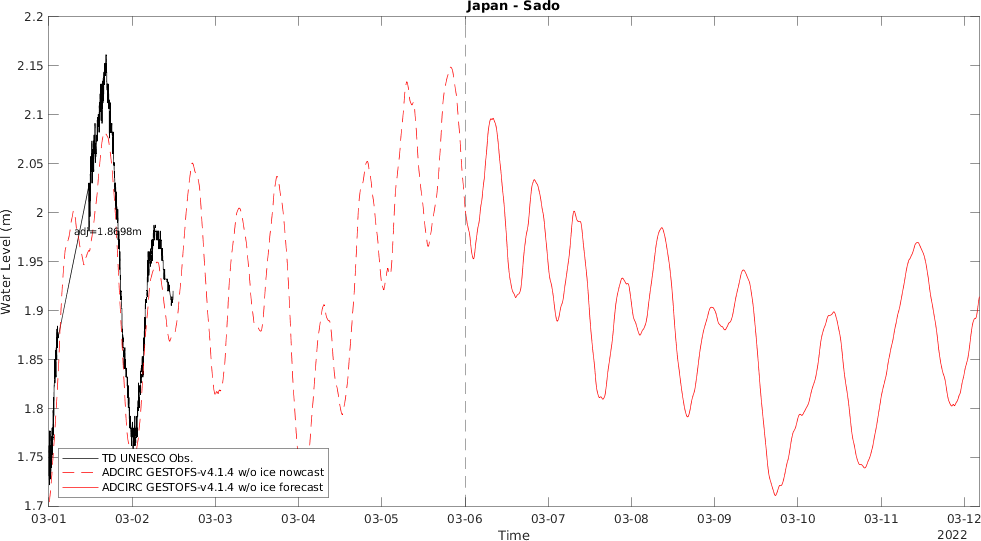 Japan - Sado
2.2
2.15
2.1
2.05
2
1.95
1.9
1.85
1.8
1.75
1.7
Water Level (m)
adj=1.8698m
TD UNESCO Obs.
ADCIRC GESTOFS-v4.1.4 w/o ice nowcast
ADCIRC GESTOFS-v4.1.4 w/o ice forecast
03-01 03-02 03-03 03-04 03-05 03-06 03-07 03-08 03-09 03-10 03-11 03-12
Time
2022